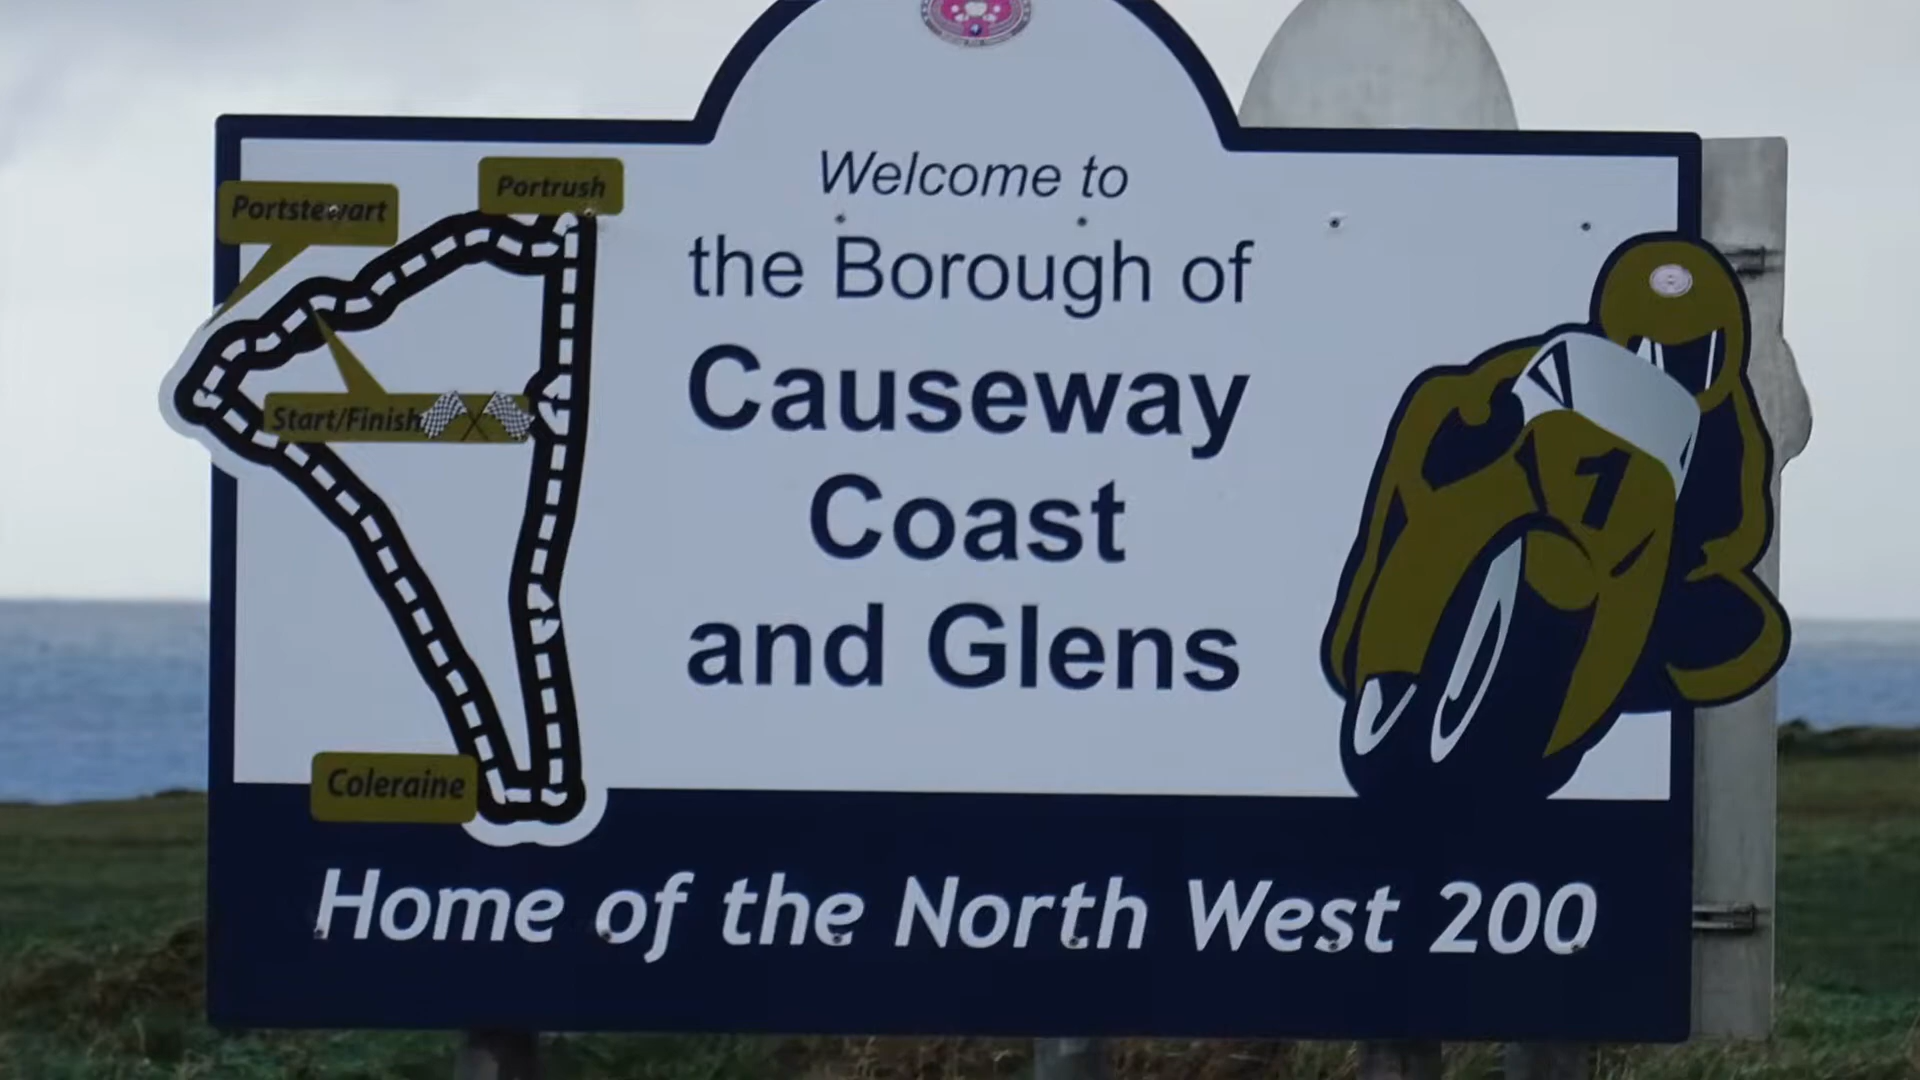 Welcome to
the Borough of
Causeway
Coast
and Glens
Portstewart
Portrush
Start/Finish
Coleraine
1
Home of the North West 200